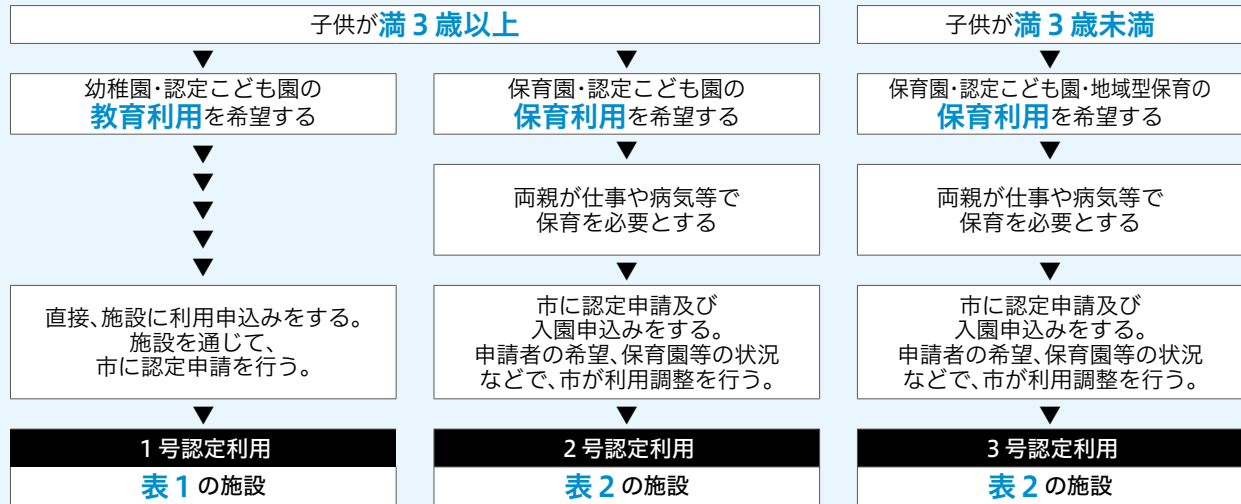 子供が満3歳以上
▼
幼稚園・認定こども園の
教育利用を希望する
▼
▼
▼
▼
▼
直接、施設に利用申込みをする。
施設を通じて、
市に認定申請を行う。
▼
1号認定利用
表1の施設
▼
保育園・認定こども園の
保育利用を希望する
▼
両親が仕事や病気等で
保育を必要とする
▼
市に認定申請及び
入園申込みをする。
申請者の希望、保育園等の状況
などで、市が利用調整を行う。
▼
2号認定利用
表2の施設
子供が満3歳未満
▼
保育園・認定こども園・地域型保育の
保育利用を希望する
▼
両親が仕事や病気等で
保育を必要とする
▼
市に認定申請及び
入園申込みをする。
申請者の希望、保育園等の状況
などで、市が利用調整を行う。
▼
3号認定利用
表2の施設